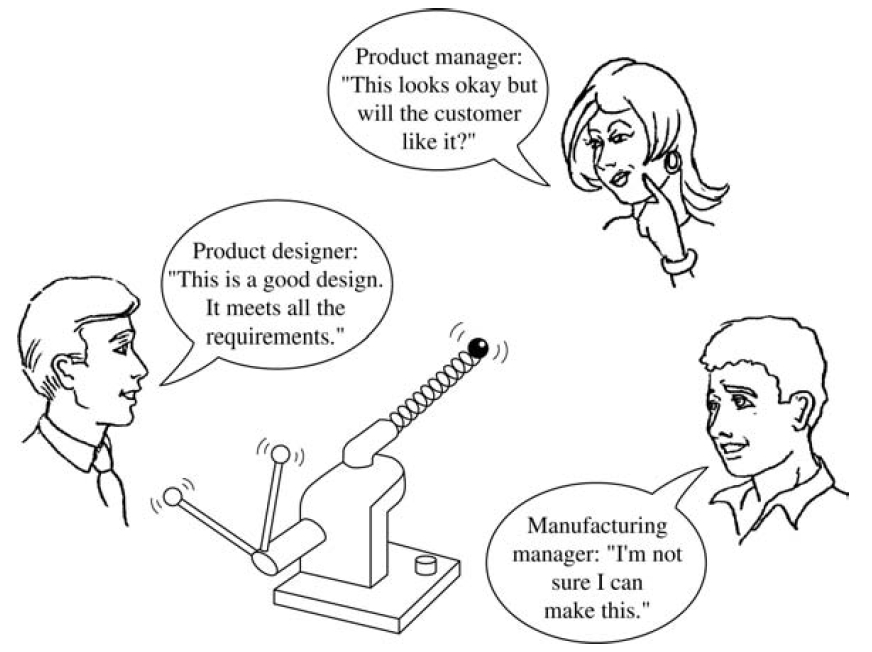 Product manager:
"This looks okay but
will the customer
like it?"
Product designer:
"This is a good design.
It meets all the
requirements."
Manufacturing
manager: "I'm not
sure I can
make this."